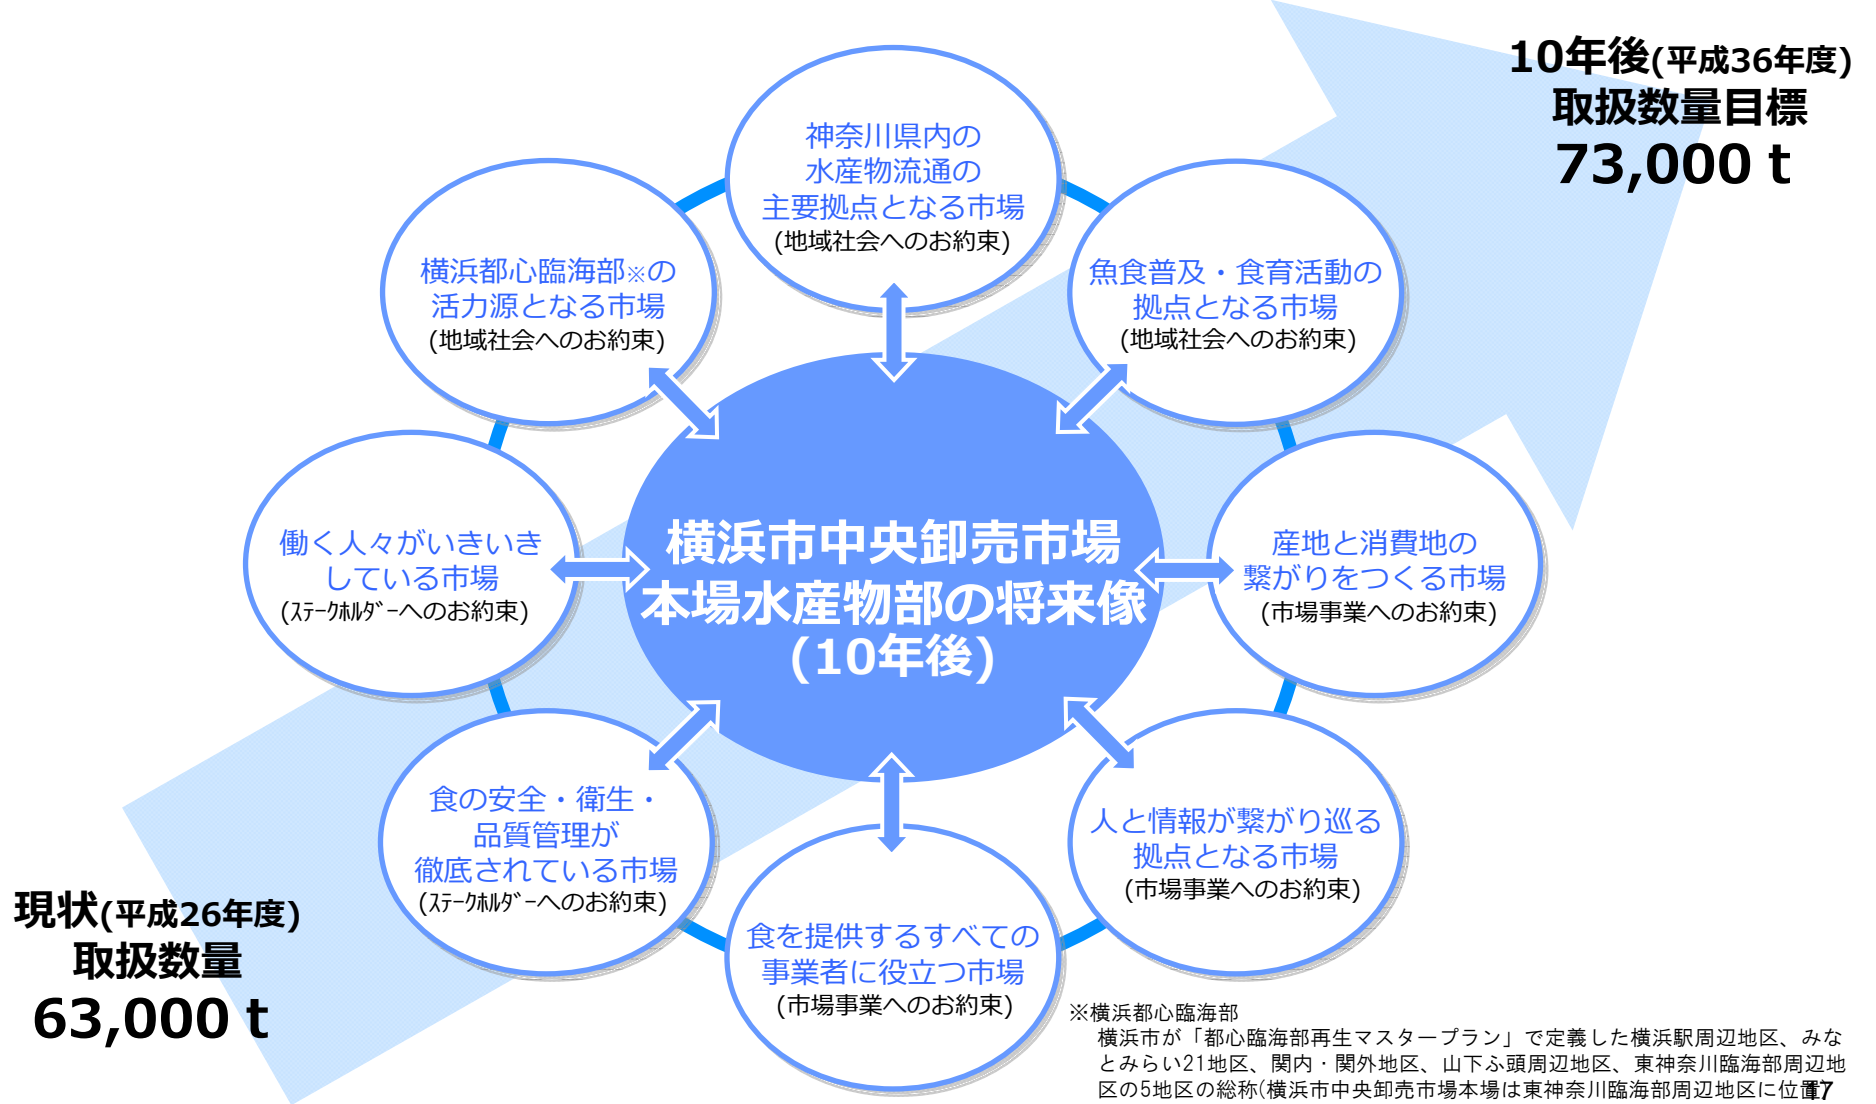 10年後(平成36年度)
取扱数量目標
73,000ｔ
神奈川県内の
水産物流通の
主要拠点となる市場
(地域社会へのお約束)
横浜都心臨海部※の
活力源となる市場
(地域社会へのお約束)
魚食普及・食育活動の
拠点となる市場
(地域社会へのお約束)
働く人々がいきいき
している市場
(ｽﾃｰｸﾎﾙﾀﾞｰへのお約束)
横浜市中央卸売市場
本場水産物部の将来像
(10年後)
産地と消費地の
繋がりをつくる市場
(市場事業へのお約束)
食の安全・衛生・
品質管理が
徹底されている市場
(ｽﾃｰｸﾎﾙﾀﾞｰへのお約束)
人と情報が繋がり巡る
拠点となる市場
(市場事業へのお約束)
食を提供するすべての
事業者に役立つ市場
(市場事業へのお約束)
現状(平成26年度)
取扱数量
63,000ｔ
※横浜都心臨海部
横浜市が「都心臨海部再生マスタープラン」で定義した横浜駅周辺地区、みな
とみらい21地区、関内・関外地区、山下ふ頭周辺地区、東神奈川臨海部周辺地
区の5地区の総称(横浜市中央卸売市場本場は東神奈川臨海部周辺地区に位置)
17